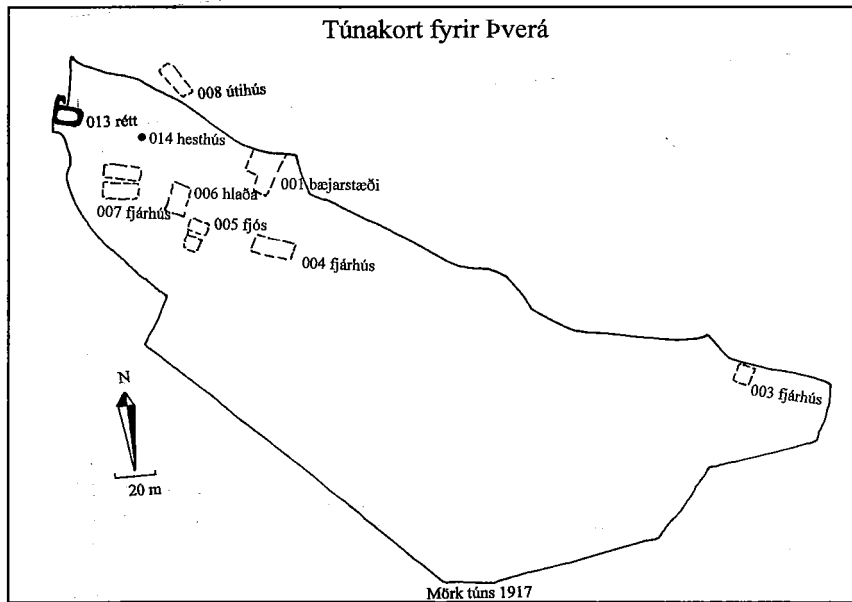 Túnakort fyrir Þverá
008 útihús
013 rétt
014 hesthús
001 bæjarstæði
006 hlaða
007 fjárhús
005 fjós
004 fjárhús
003 fjárhús
N
20 m
Mörk túns 1917